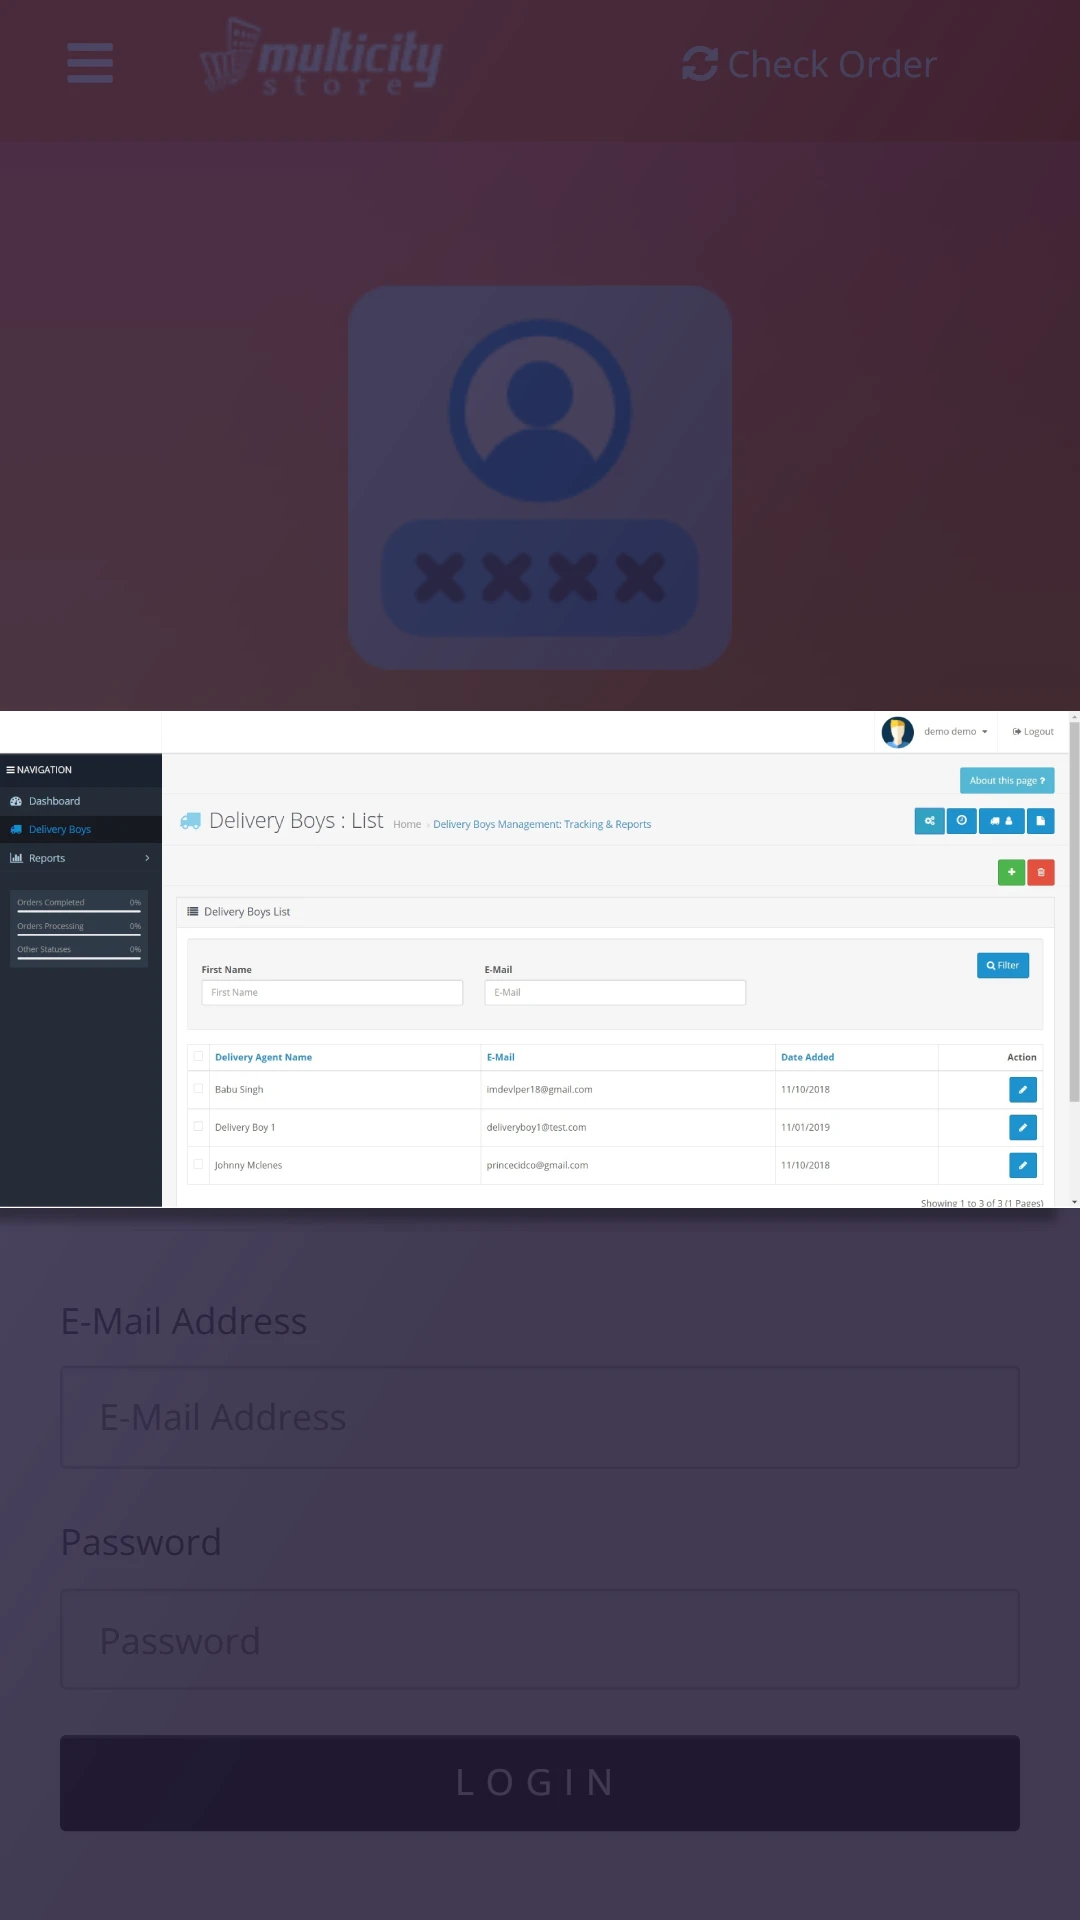 multicity
store
Check Order
demo demo
Logout
NAVIGATION
About this page ?
Dashboard
Delivery Boys
Reports
Delivery Boys : List
Home › Delivery Boys Management: Tracking & Reports
Orders Completed 0%
Orders Processing 0%
Other Statuses 0%
Delivery Boys List
First Name
E-Mail
Filter
First Name
E-Mail
Delivery Agent Name E-Mail Date Added Action
Babu Singh imdevlper18@gmail.com 11/10/2018
Delivery Boy 1 deliveryboy1@test.com 11/01/2019
Johnny Mclenes princecidco@gmail.com 11/10/2018
Showing 1 to 3 of 3 (1 Pages)
E-Mail Address
E-Mail Address
Password
Password
LOGIN